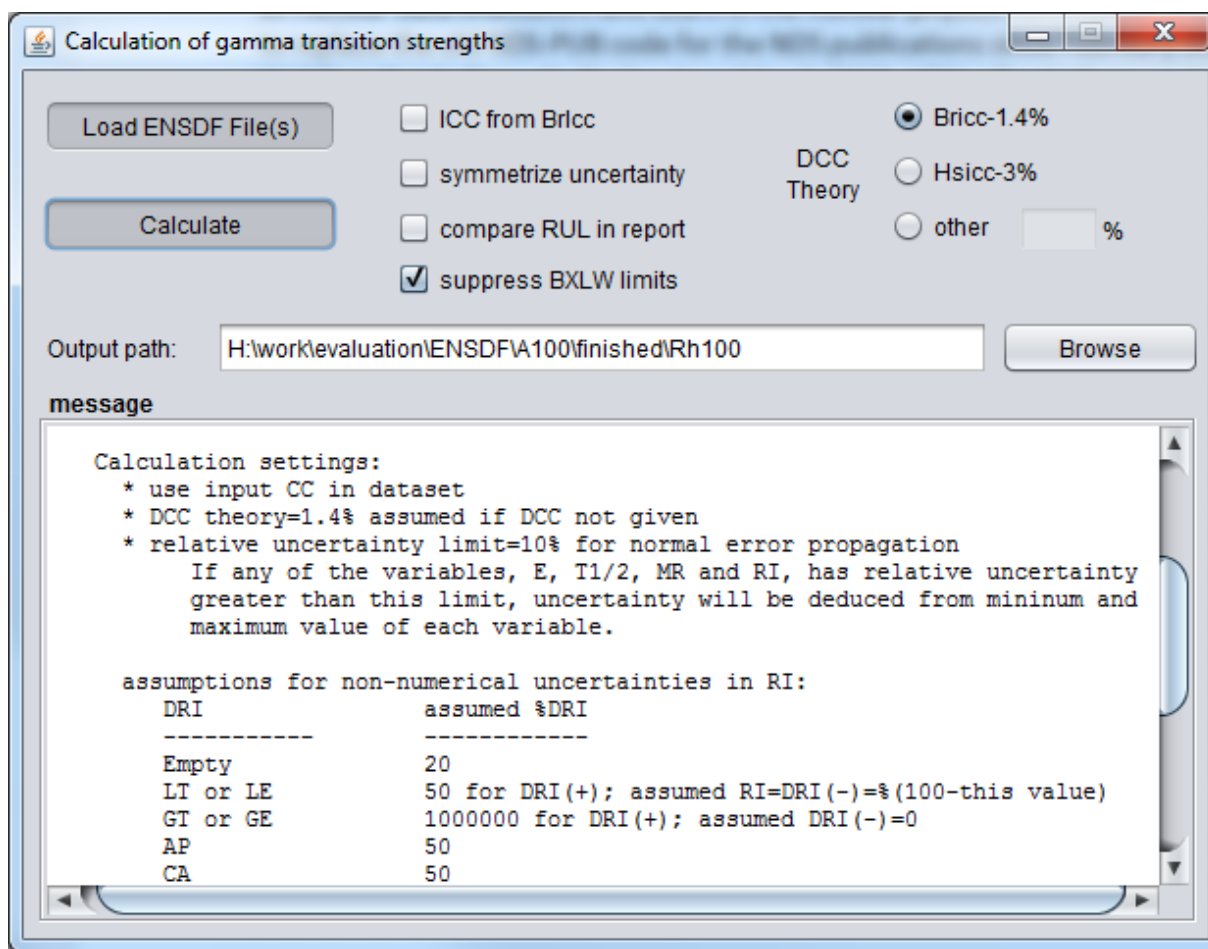 Calculation of gamma transition strengths
Load ENSDF File(s)
Calculate
ICC from BrIcc
symmetrize uncertainty
compare RUL in report
suppress BXLW limits
DCC
Theory
Bricc-1.4%
Hsicc-3%
other %
Output path: H:\work\evaluation\ENSDF\A100\finished\Rh100 Browse
message
Calculation settings:
* use input CC in dataset
* DCC theory=1.4% assumed if DCC not given
* relative uncertainty limit=10% for normal error propagation
If any of the variables, E, T1/2, MR and RI, has relative uncertainty
greater than this limit, uncertainty will be deduced from mininum and
maximum value of each variable.
assumptions for non-numerical uncertainties in RI:
DRI assumed %DRI
----------- ------------
Empty 20
LT or LE 50 for DRI(+); assumed RI=DRI(-)=%(100-this value)
GT or GE 1000000 for DRI(+); assumed DRI(-)=0
AP 50
CA 50